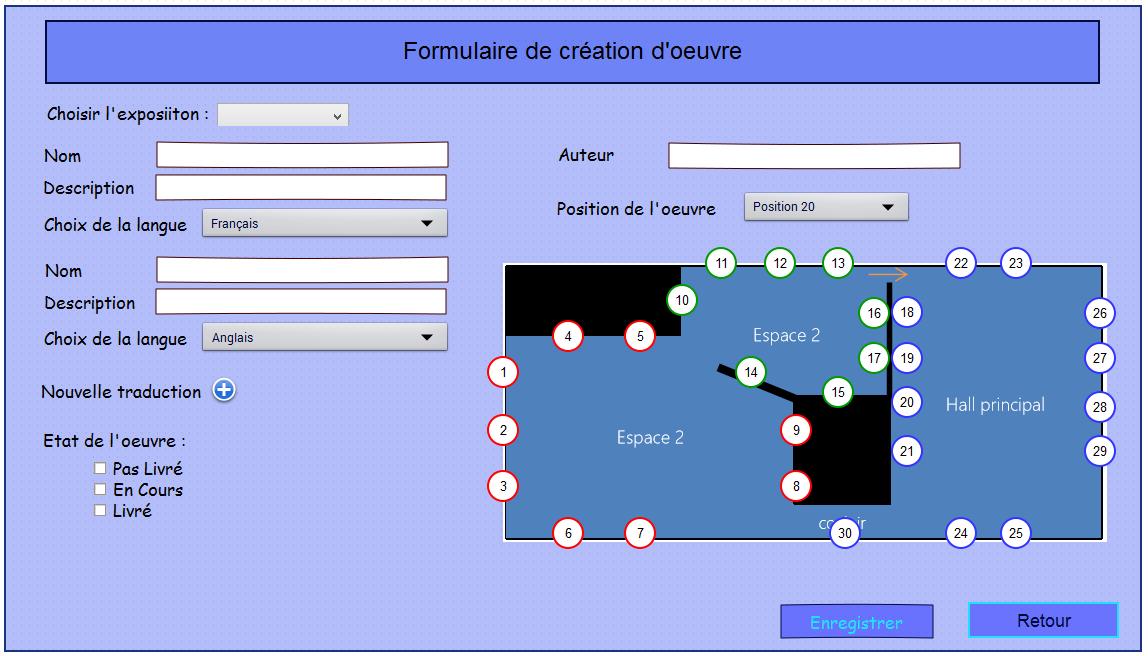 Formulaire de création d'oeuvre
Choisir l'exposiiton :
Nom
Description
Choix de la langue Français
Nom
Description
Choix de la langue Anglais
Nouvelle traduction
Etat de l'oeuvre :
Pas Livré
En Cours
Livré
Auteur
Position de l'oeuvre Position 20
11 12 13 22 23
10
16 18 26
4 5 Espace 2
1 14 17 19 27
15 20 Hall principal 28
2 Espace 2 9 21 29
3 8
6 7 30 24 25
Enregistrer Retour